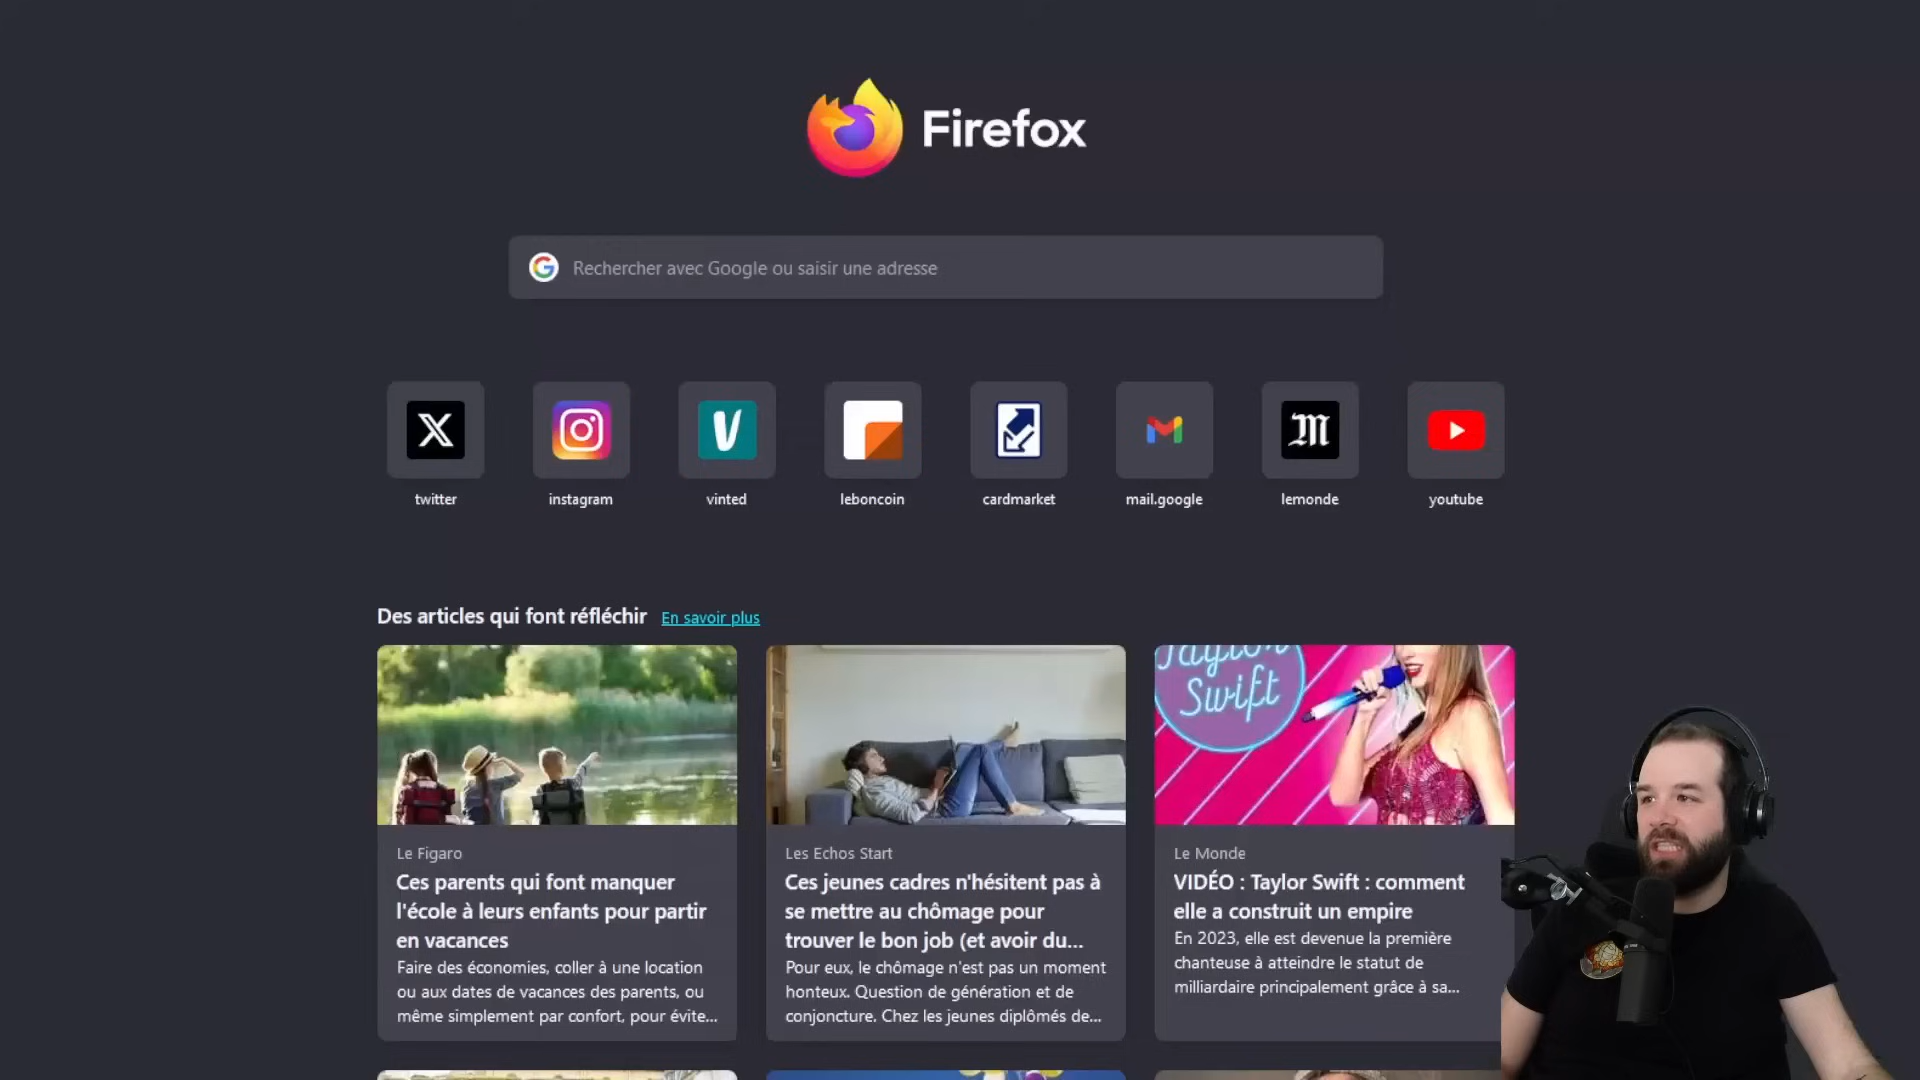 Firefox
Rechercher avec Google ou saisir une adresse
twitter
instagram
vinted
leboncoin
cardmarket
mail.google
lemonde
youtube
Des articles qui font réfléchir En savoir plus
Le Figaro
Ces parents qui font manquer
l'école à leurs enfants pour partir
en vacances
Faire des économies, coller à une location
ou aux dates de vacances des parents, ou
même simplement par confort, pour évite...
Les Echos Start
Ces jeunes cadres n'hésitent pas à
se mettre au chômage pour
trouver le bon job (et avoir du...
Pour eux, le chômage n'est pas un moment
honteux. Question de génération et de
conjoncture. Chez les jeunes diplômés de...
Taylor
Swift
Le Monde
VIDÉO : Taylor Swift : comment
elle a construit un empire
En 2023, elle est devenue la première
chanteuse à atteindre le statut de
milliardaire principalement grâce à sa...